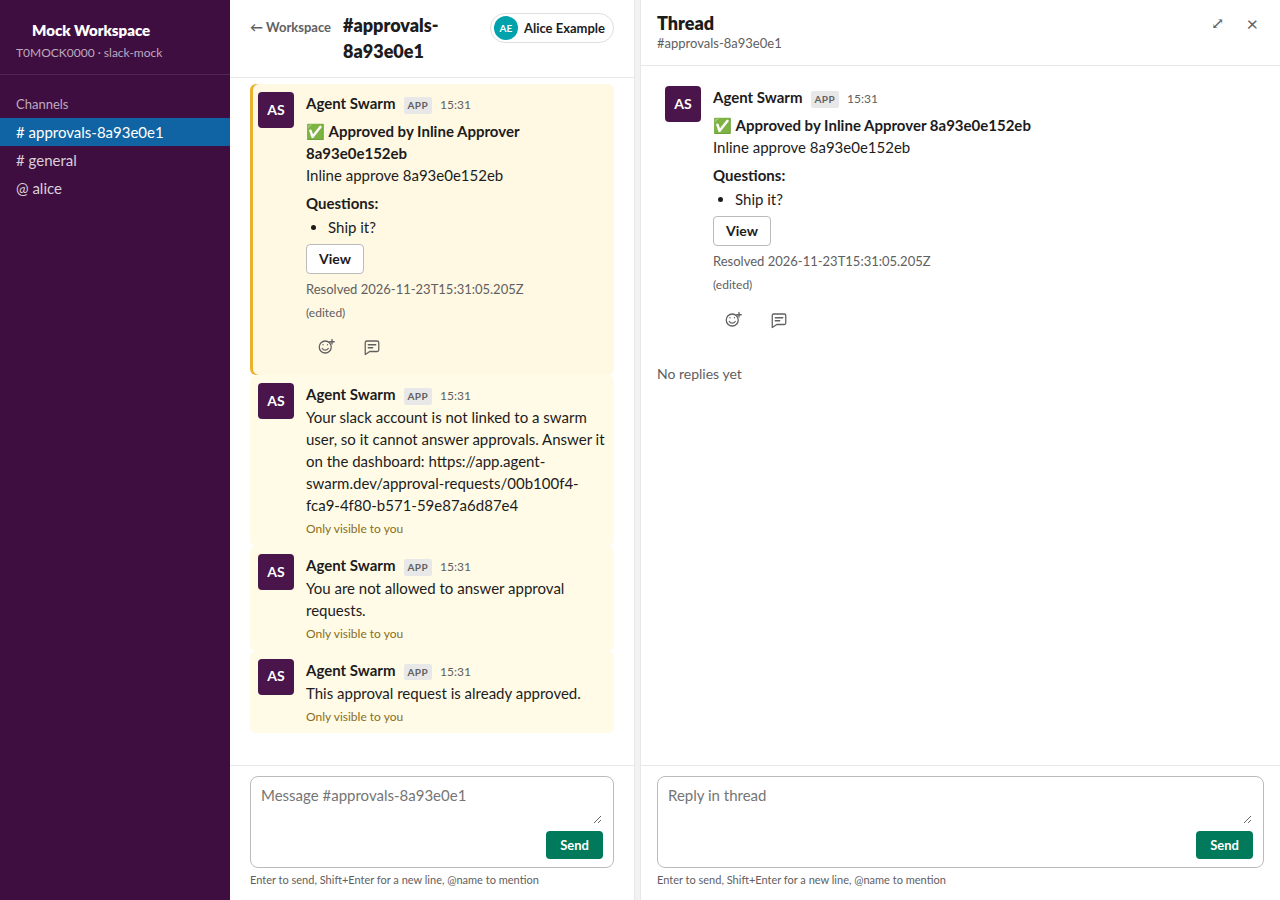 Mock Workspace
T0MOCK0000 · slack-mock
Channels
# approvals-8a93e0e1
# general
@ alice
← Workspace
#approvals-
8a93e0e1
AE Alice Example
AS
Agent Swarm APP 15:31
✅ Approved by Inline Approver
8a93e0e152eb
Inline approve 8a93e0e152eb
Questions:
• Ship it?
View
Resolved 2026-11-23T15:31:05.205Z
(edited)
AS
Agent Swarm APP 15:31
Your slack account is not linked to a swarm
user, so it cannot answer approvals. Answer it
on the dashboard: https://app.agent-
swarm.dev/approval-requests/00b100f4-
fca9-4f80-b571-59e87a6d87e4
Only visible to you
AS
Agent Swarm APP 15:31
You are not allowed to answer approval
requests.
Only visible to you
AS
Agent Swarm APP 15:31
This approval request is already approved.
Only visible to you
Message #approvals-8a93e0e1
Send
Enter to send, Shift+Enter for a new line, @name to mention
Thread
#approvals-8a93e0e1
AS
Agent Swarm APP 15:31
✅ Approved by Inline Approver 8a93e0e152eb
Inline approve 8a93e0e152eb
Questions:
• Ship it?
View
Resolved 2026-11-23T15:31:05.205Z
(edited)
No replies yet
Reply in thread
Send
Enter to send, Shift+Enter for a new line, @name to mention